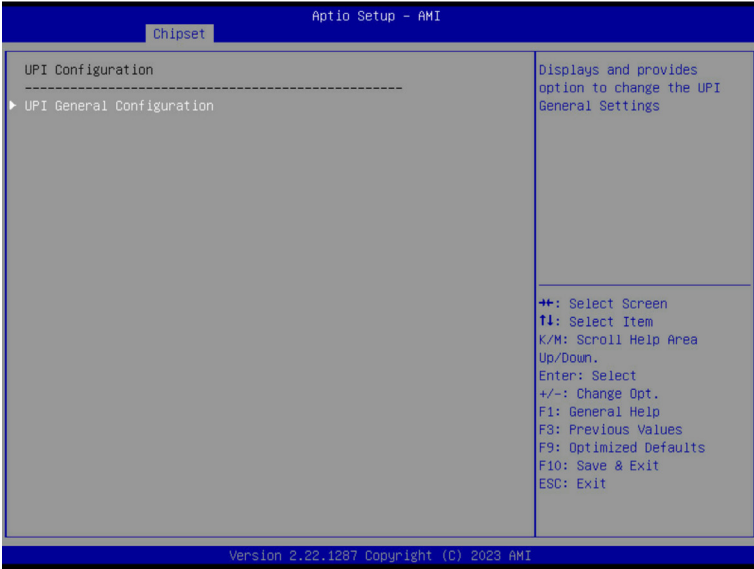 Aptio Setup – AMI
Chipset
UPI Configuration
--------------------------------------------------
▶ UPI General Configuration
Displays and provides
option to change the UPI
General Settings
→←: Select Screen
↑↓: Select Item
K/M: Scroll Help Area
Up/Down.
Enter: Select
+/-: Change Opt.
F1: General Help
F3: Previous Values
F9: Optimized Defaults
F10: Save & Exit
ESC: Exit
Version 2.22.1287 Copyright (C) 2023 AMI